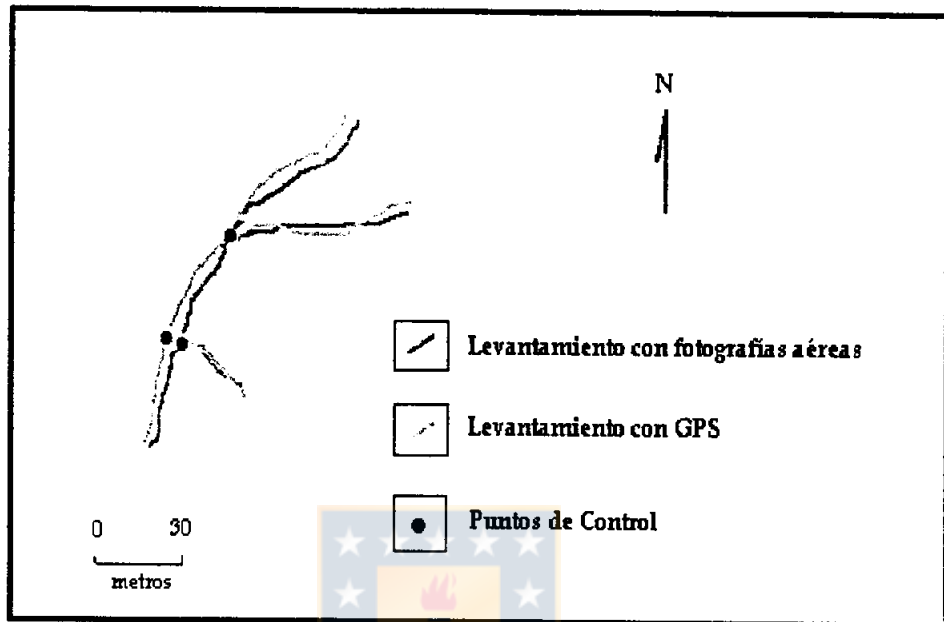 N
Levantamiento con fotografías aéreas
Levantamiento con GPS
Puntos de Control
0 30
metros